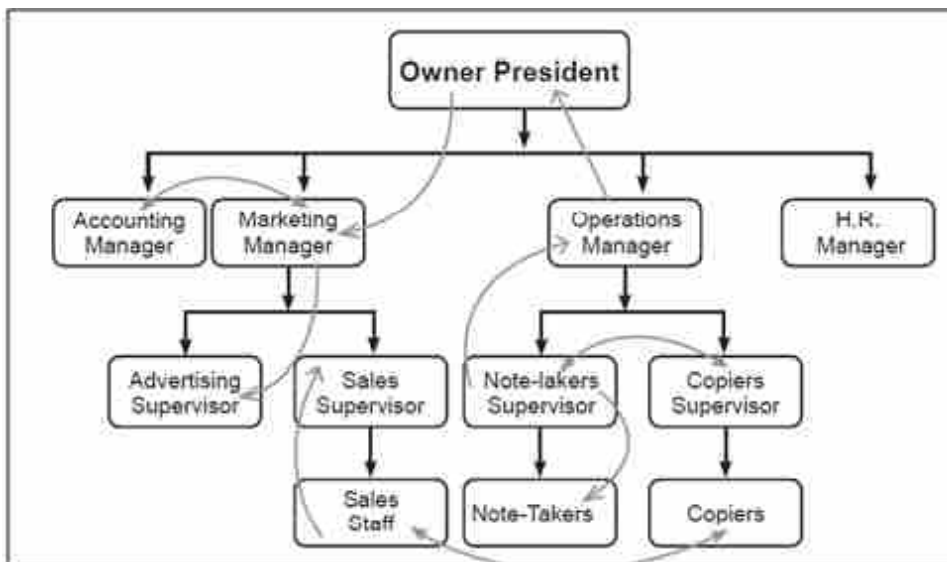 Owner President
Accounting
Manager
Marketing
Manager
Operations
Manager
H.R.
Manager
Advertising
Supervisor
Sales
Supervisor
Note-lakers
Supervisor
Copiers
Supervisor
Sales
Staff
Note-Takers
Copiers